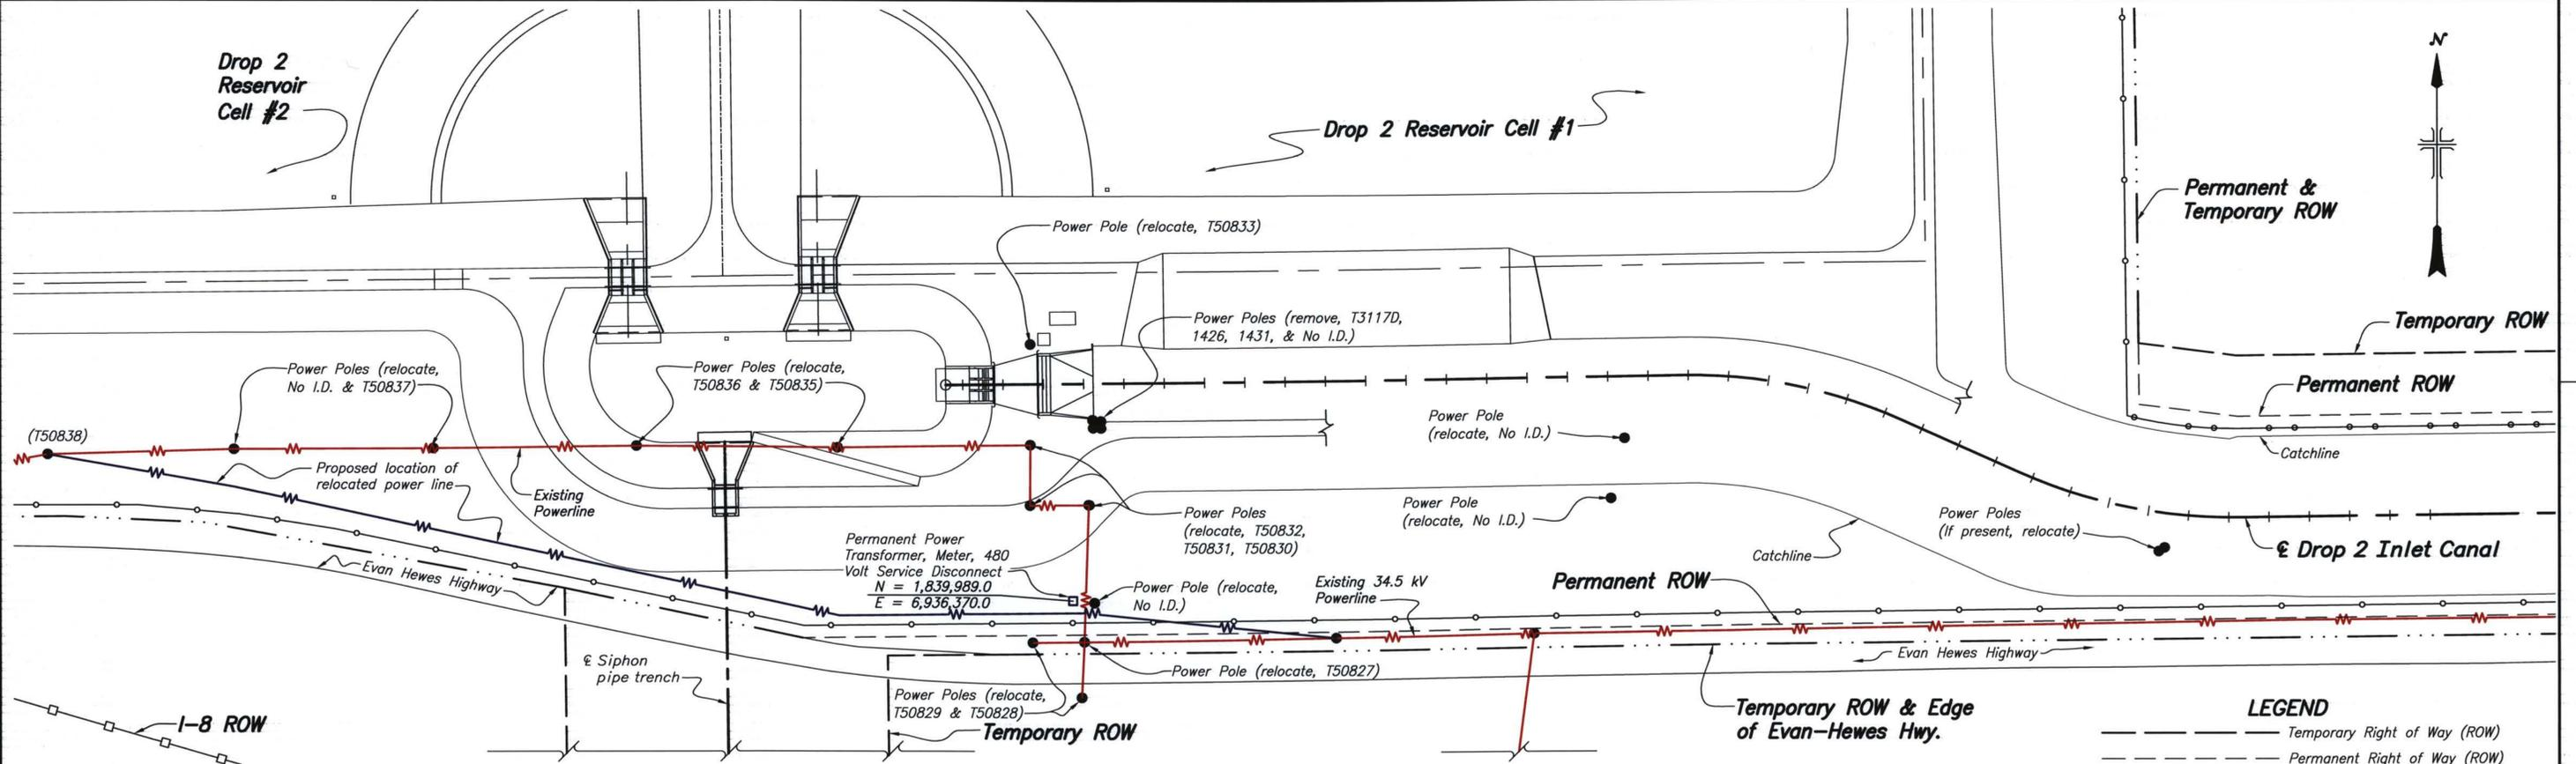 Drop 2
Reservoir
Cell #2
Drop 2 Reservoir Cell #1
N
Permanent &
Temporary ROW
Power Pole (relocate, T50833)
Power Poles (remove, T3117D,
1426, 1431, & No I.D.)
Temporary ROW
Power Poles (relocate,
No I.D. & T50837)
Power Poles (relocate,
T50836 & T50835)
Permanent ROW
Power Pole
(relocate, No I.D.)
(T50838)
Catchline
Proposed location of
relocated power line
Existing
Powerline
Power Pole
(relocate, No I.D.)
Power Poles
(relocate, T50832,
T50831, T50830)
Power Poles
(If present, relocate)
℄ Drop 2 Inlet Canal
Catchline
Permanent Power
Transformer, Meter, 480
Volt Service Disconnect
N = 1,839,989.0
E = 6,936,370.0
Evan Hewes Highway
Power Pole (relocate,
No I.D.)
Existing 34.5 kV
Powerline
Permanent ROW
Evan Hewes Highway
℄ Siphon
pipe trench
Power Pole (relocate, T50827)
Power Poles (relocate,
T50829 & T50828)
Temporary ROW
I-8 ROW
Temporary ROW & Edge
of Evan-Hewes Hwy.
LEGEND
Temporary Right of Way (ROW)
Permanent Right of Way (ROW)